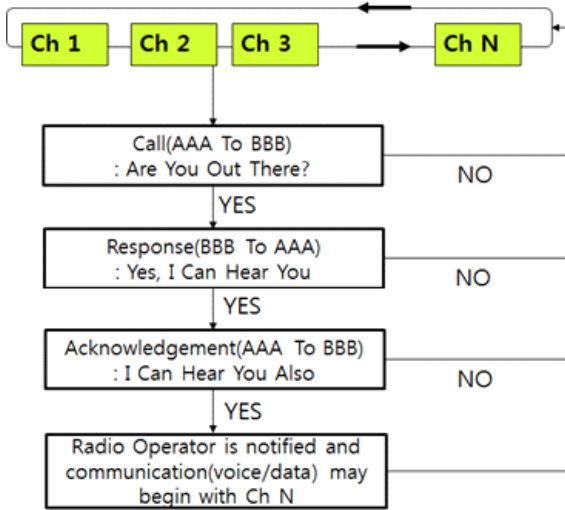 Ch 1
Ch 2
Ch 3
Ch N
Call(AAA To BBB)
: Are You Out There?
NO
YES
Response(BBB To AAA)
: Yes, I Can Hear You
NO
YES
Acknowledgement(AAA To BBB)
: I Can Hear You Also
NO
YES
Radio Operator is notified and
communication(voice/data) may
begin with Ch N